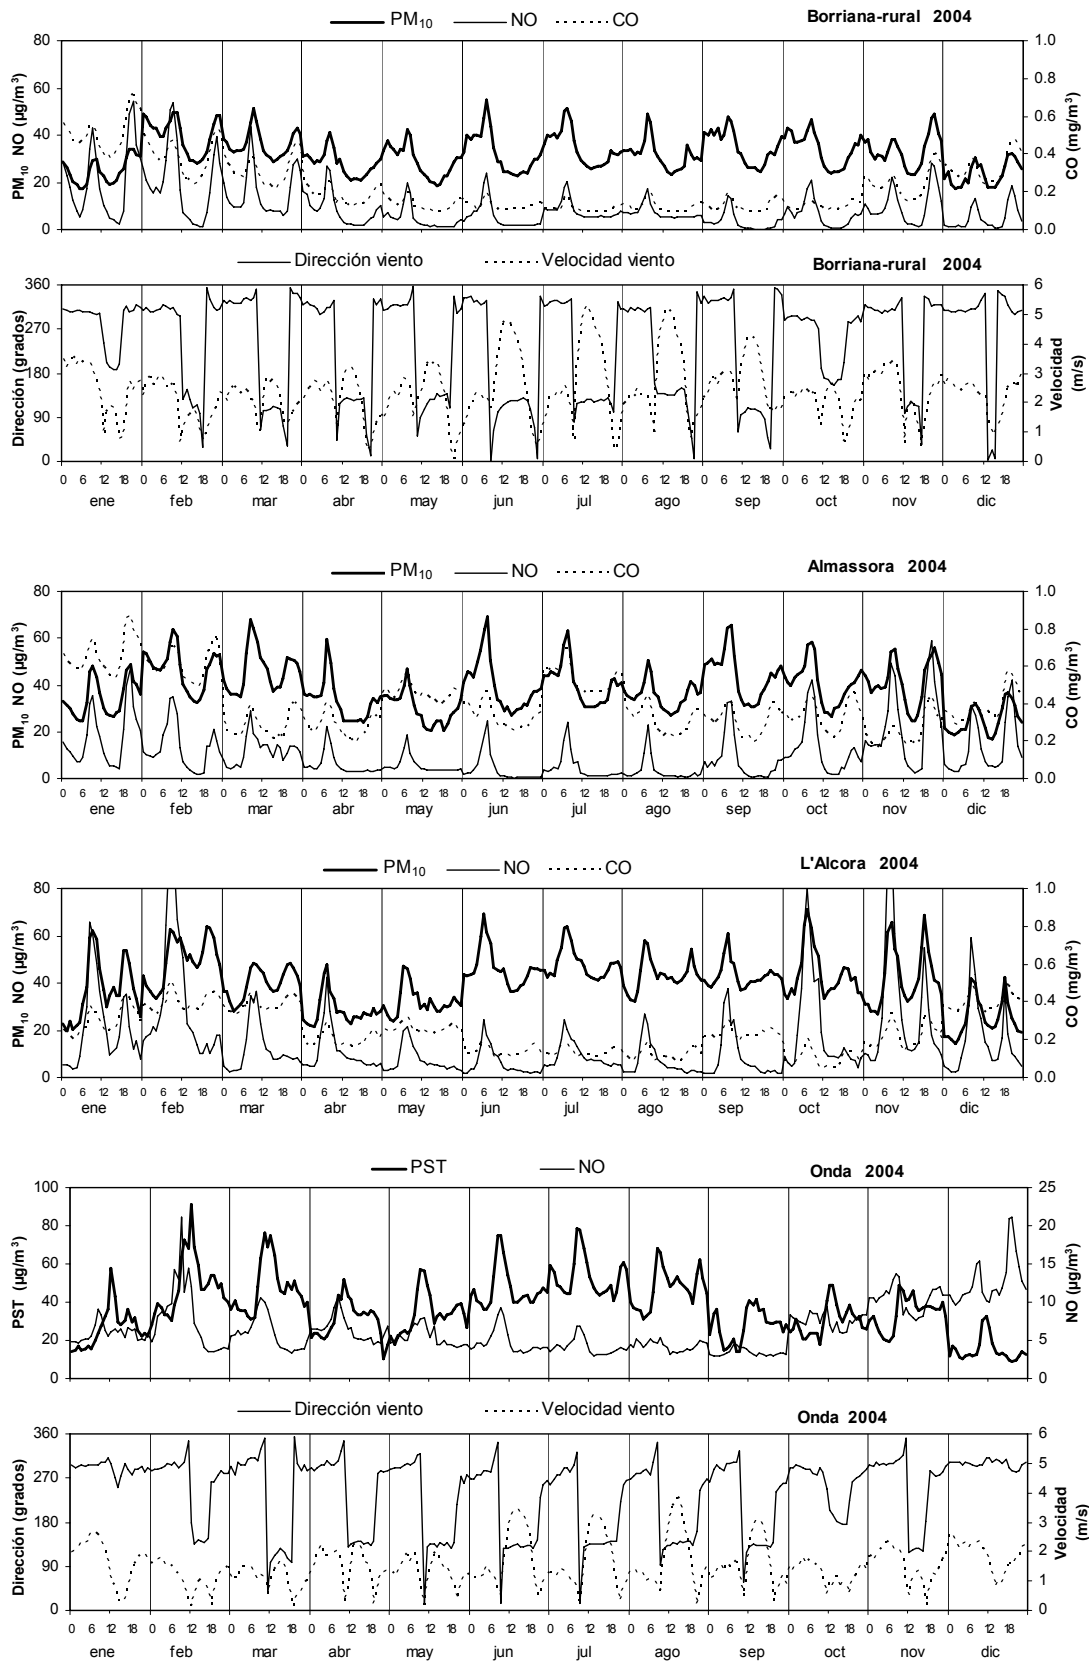 PM10 NO CO Borriana-rural 2004
80 1.0
60 0.8
0.6
40 0.4
20 0.2
0 0.0
PM10 NO (µg/m3)
CO (mg/m3)
Dirección viento Velocidad viento Borriana-rural 2004
360 6
270 5
4
180 3
90 2
1
0 0
Dirección (grados)
Velocidad (m/s)
0 6 12 18 0 6 12 18 0 6 12 18 0 6 12 18 0 6 12 18 0 6 12 18 0 6 12 18 0 6 12 18 0 6 12 18 0 6 12 18 0 6 12 18 0 6 12 18
ene feb mar abr may jun jul ago sep oct nov dic
PM10 NO CO Almassora 2004
80 1.0
60 0.8
0.6
40 0.4
20 0.2
0 0.0
PM10 NO (µg/m3)
CO (mg/m3)
0 6 12 18 0 6 12 18 0 6 12 18 0 6 12 18 0 6 12 18 0 6 12 18 0 6 12 18 0 6 12 18 0 6 12 18 0 6 12 18 0 6 12 18 0 6 12 18
ene feb mar abr may jun jul ago sep oct nov dic
PM10 NO CO L'Alcora 2004
80 1.0
60 0.8
0.6
40 0.4
20 0.2
0 0.0
PM10 NO (µg/m3)
CO (mg/m3)
0 6 12 18 0 6 12 18 0 6 12 18 0 6 12 18 0 6 12 18 0 6 12 18 0 6 12 18 0 6 12 18 0 6 12 18 0 6 12 18 0 6 12 18 0 6 12 18
ene feb mar abr may jun jul ago sep oct nov dic
PST NO Onda 2004
100 25
80 20
60 15
40 10
20 5
0 0
PST (µg/m3)
NO (µg/m3)
Dirección viento Velocidad viento Onda 2004
360 6
270 5
4
180 3
90 2
1
0 0
Dirección (grados)
Velocidad (m/s)
0 6 12 18 0 6 12 18 0 6 12 18 0 6 12 18 0 6 12 18 0 6 12 18 0 6 12 18 0 6 12 18 0 6 12 18 0 6 12 18 0 6 12 18 0 6 12 18
ene feb mar abr may jun jul ago sep oct nov dic